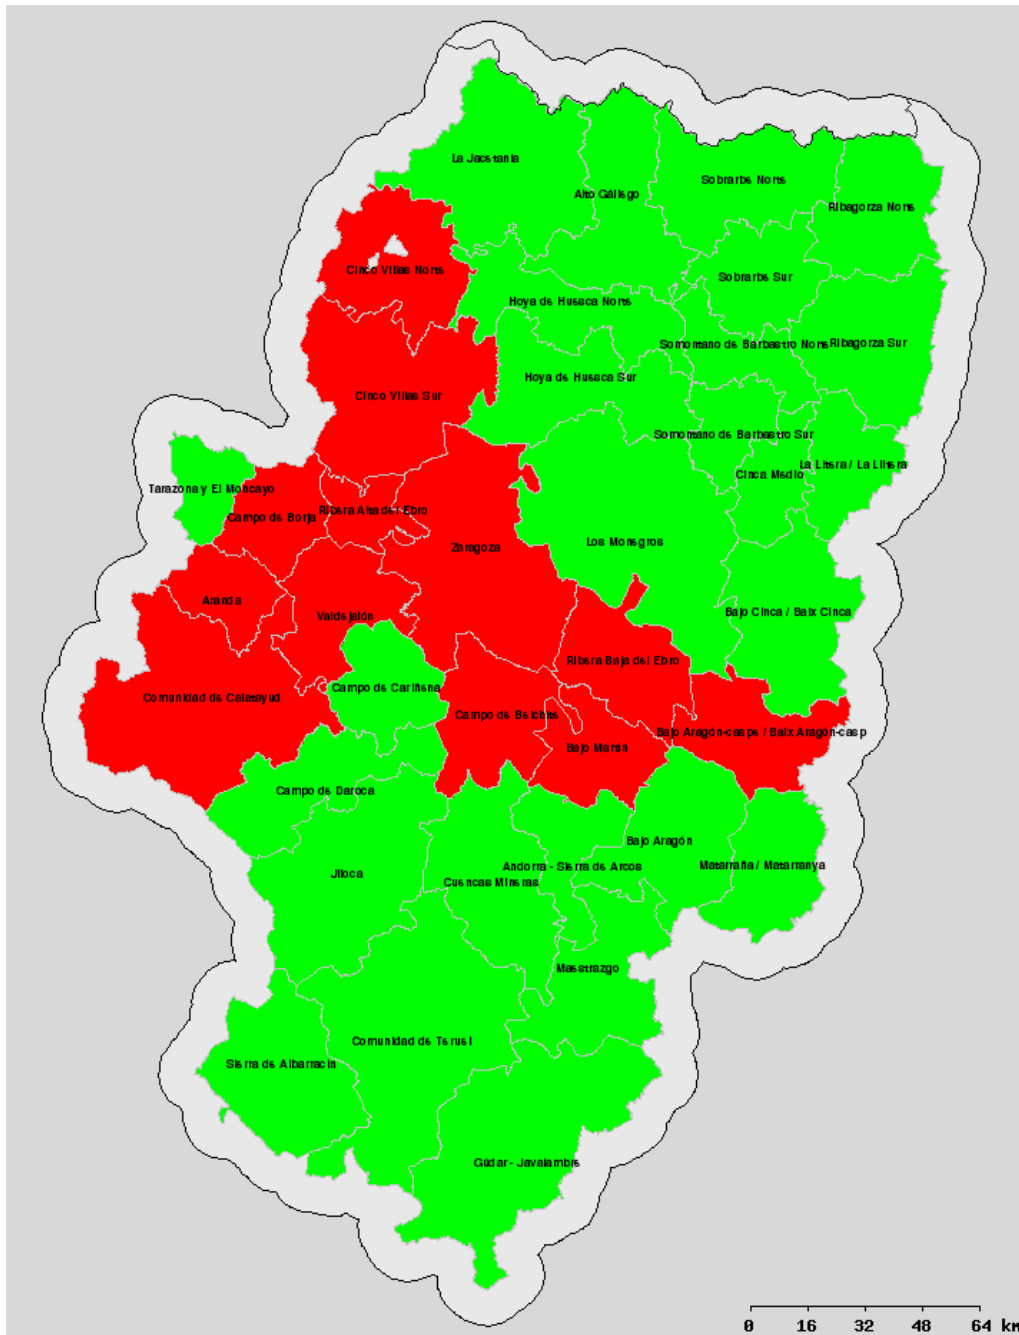 La Jacetania
Alto Gállego
Sobrarbe Norte
Ribagorza Norte
Cinco Villas Norte
Sobrarbe Sur
Hoya de Huesca Norte
Somontano de Barbastro Norte
Ribagorza Sur
Hoya de Huesca Sur
Cinco Villas Sur
Somontano de Barbastro Sur
La Litera / La Llitera
Cinca Medio
Tarazona y El Moncayo
Campo de Borja
Ribera Alta del Ebro
Zaragoza
Los Monegros
Aranda
Valdejalón
Bajo Cinca / Baix Cinca
Ribera Baja del Ebro
Campo de Cariñena
Comunidad de Calatayud
Campo de Belchite
Bajo Aragón-caspe / Baix Aragón-casp
Bajo Martín
Campo de Daroca
Bajo Aragón
Matarraña / Matarranya
Andorra - Sierra de Arcos
Jiloca
Cuencas Mineras
Maestrazgo
Comunidad de Teruel
Sierra de Albarracín
Gúdar - Javalambre
0 16 32 48 64 km